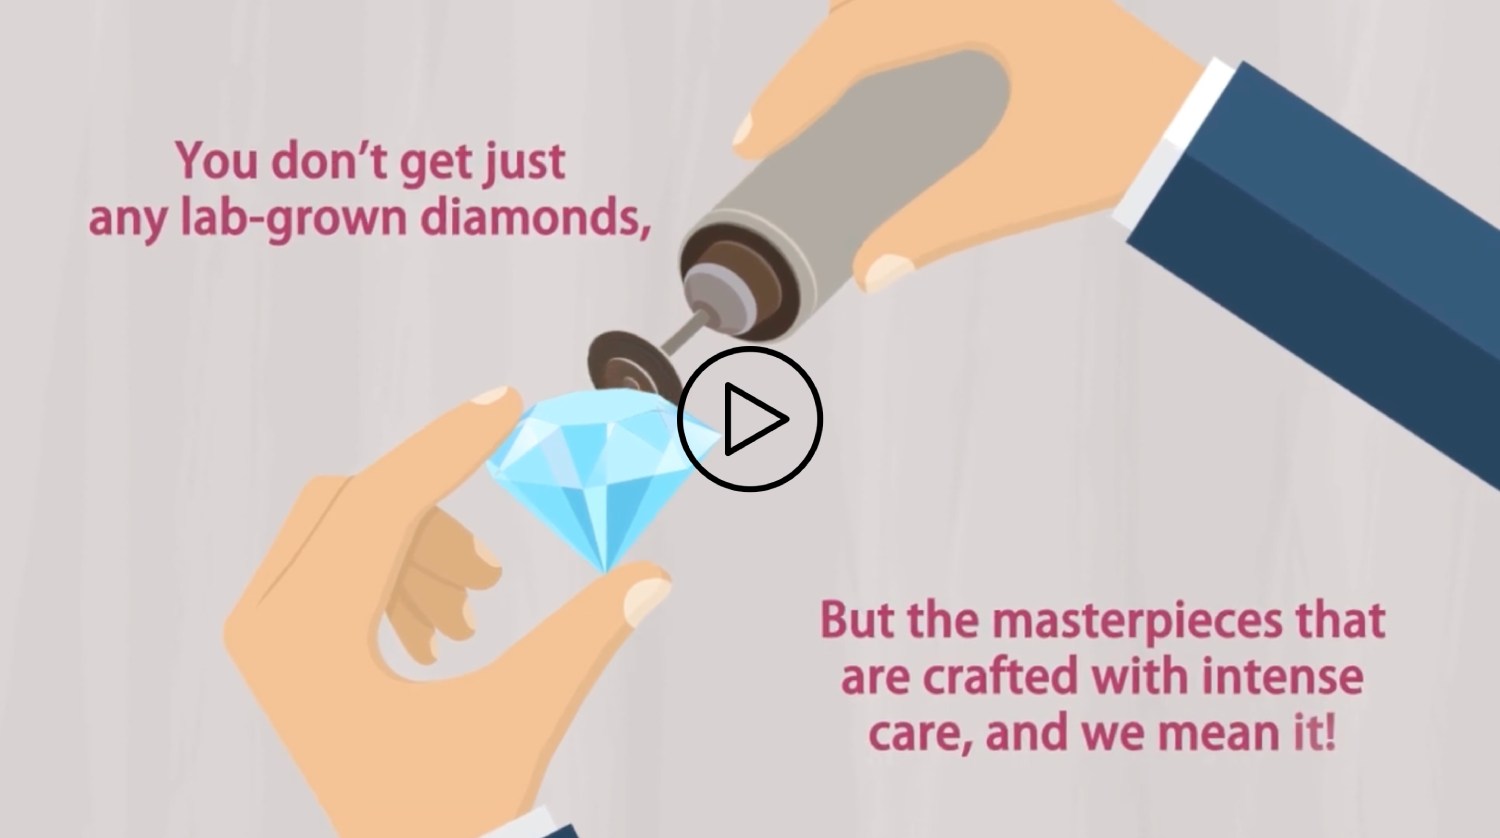 You don’t get just
any lab-grown diamonds,
But the masterpieces that
are crafted with intense
care, and we mean it!